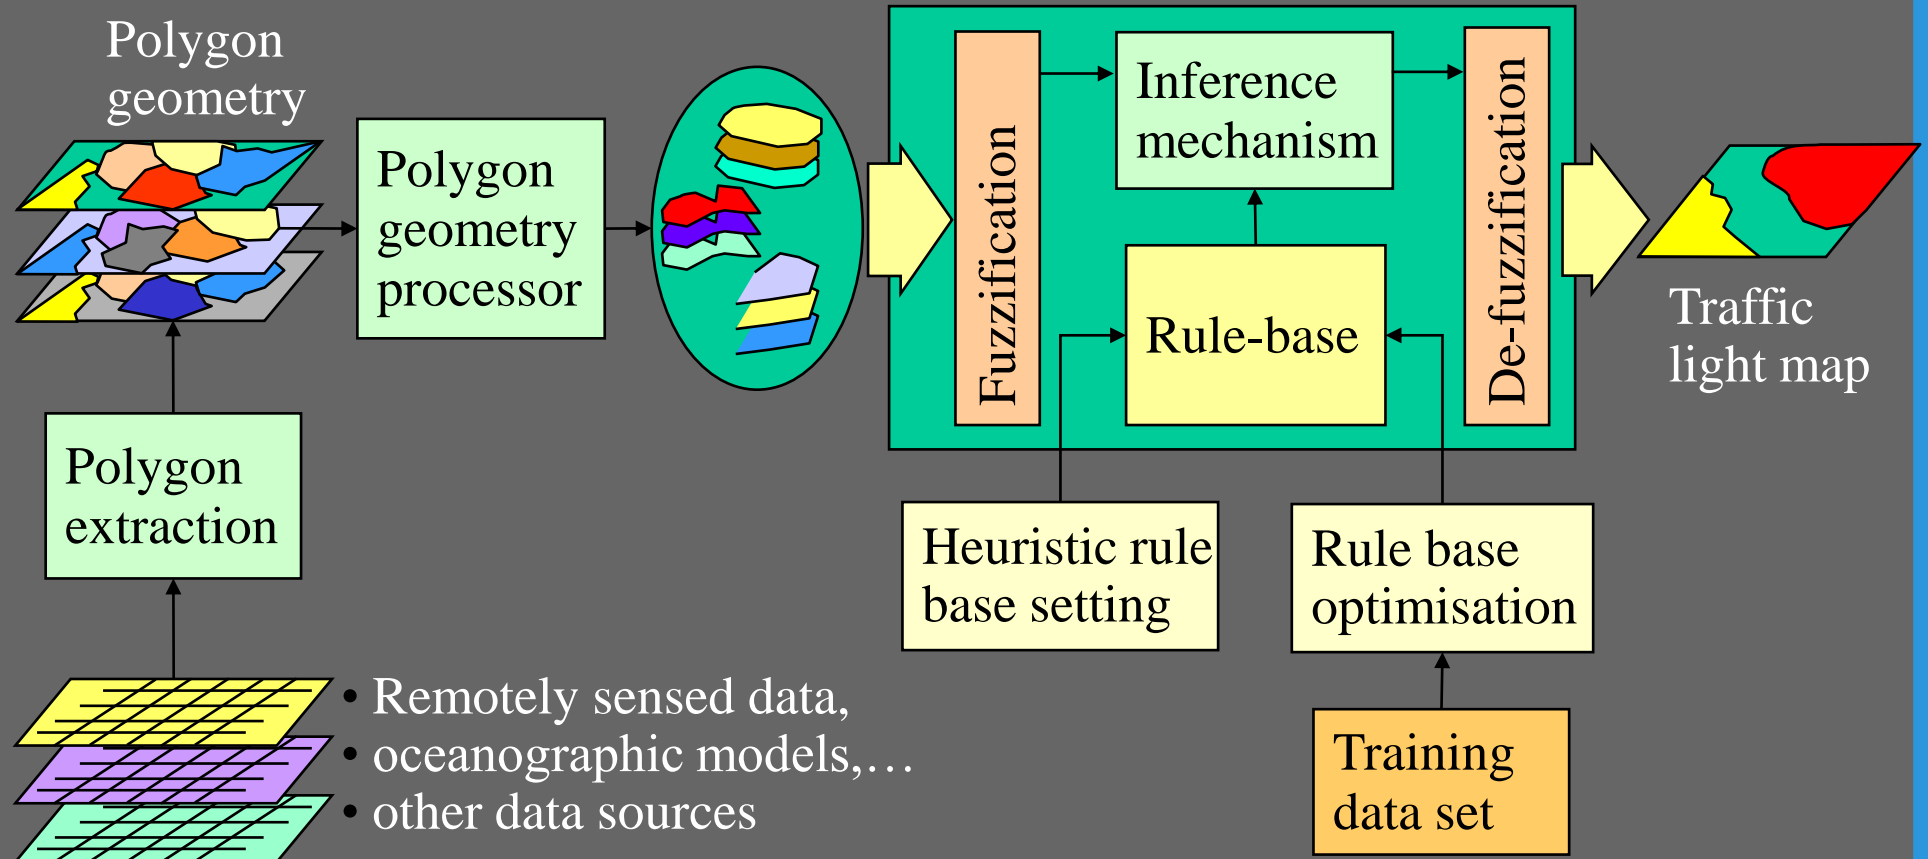 Polygon
geometry
Polygon
geometry
processor
Fuzzification
Inference
mechanism
Rule-base
De-fuzzification
Traffic
light map
Polygon
extraction
Heuristic rule
base setting
Rule base
optimisation
• Remotely sensed data,
• oceanographic models,…
• other data sources
Training
data set